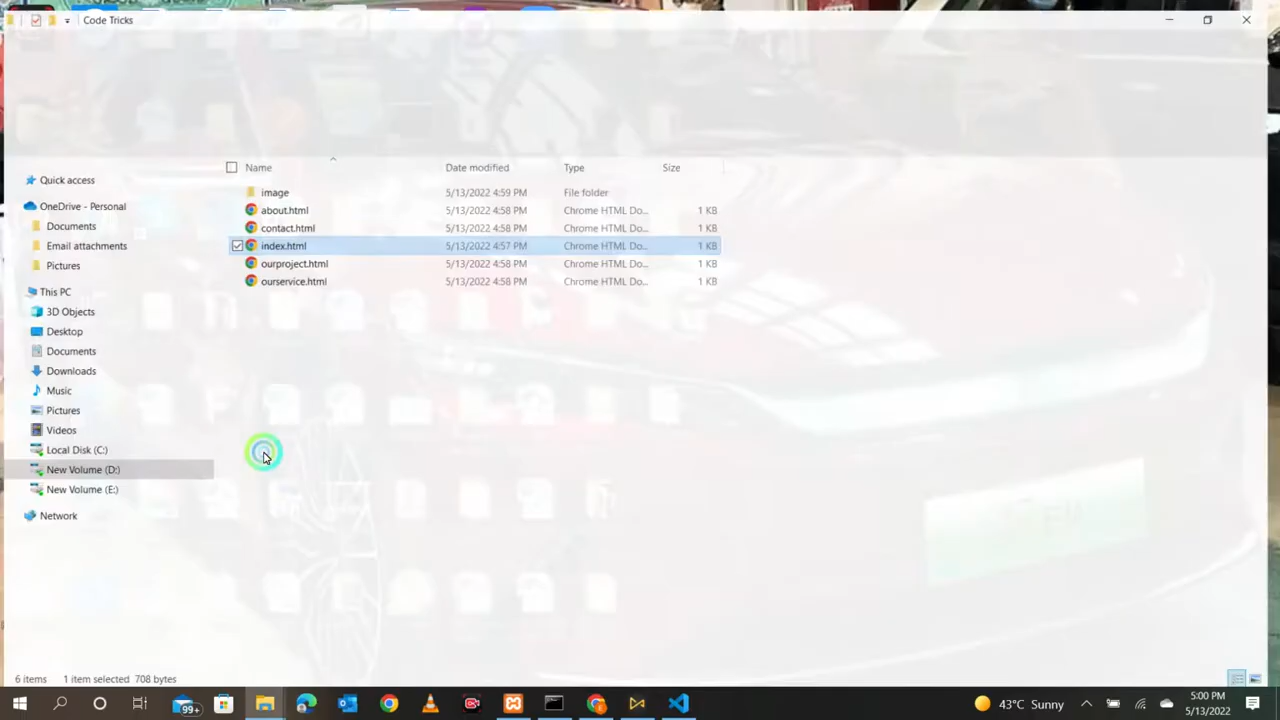 Code Tricks
Name Date modified Type Size
Quick access
OneDrive - Personal
Documents
Email attachments
Pictures
This PC
3D Objects
Desktop
Documents
Downloads
Music
Pictures
Videos
Local Disk (C:)
New Volume (D:)
New Volume (E:)
Network
image 5/13/2022 4:59 PM File folder
about.html 5/13/2022 4:58 PM Chrome HTML Do... 1 KB
contact.html 5/13/2022 4:58 PM Chrome HTML Do... 1 KB
index.html 5/13/2022 4:57 PM Chrome HTML Do... 1 KB
ourproject.html 5/13/2022 4:58 PM Chrome HTML Do... 1 KB
ourservice.html 5/13/2022 4:58 PM Chrome HTML Do... 1 KB
6 items 1 item selected 708 bytes
99+
43°C Sunny
5:00 PM
5/13/2022